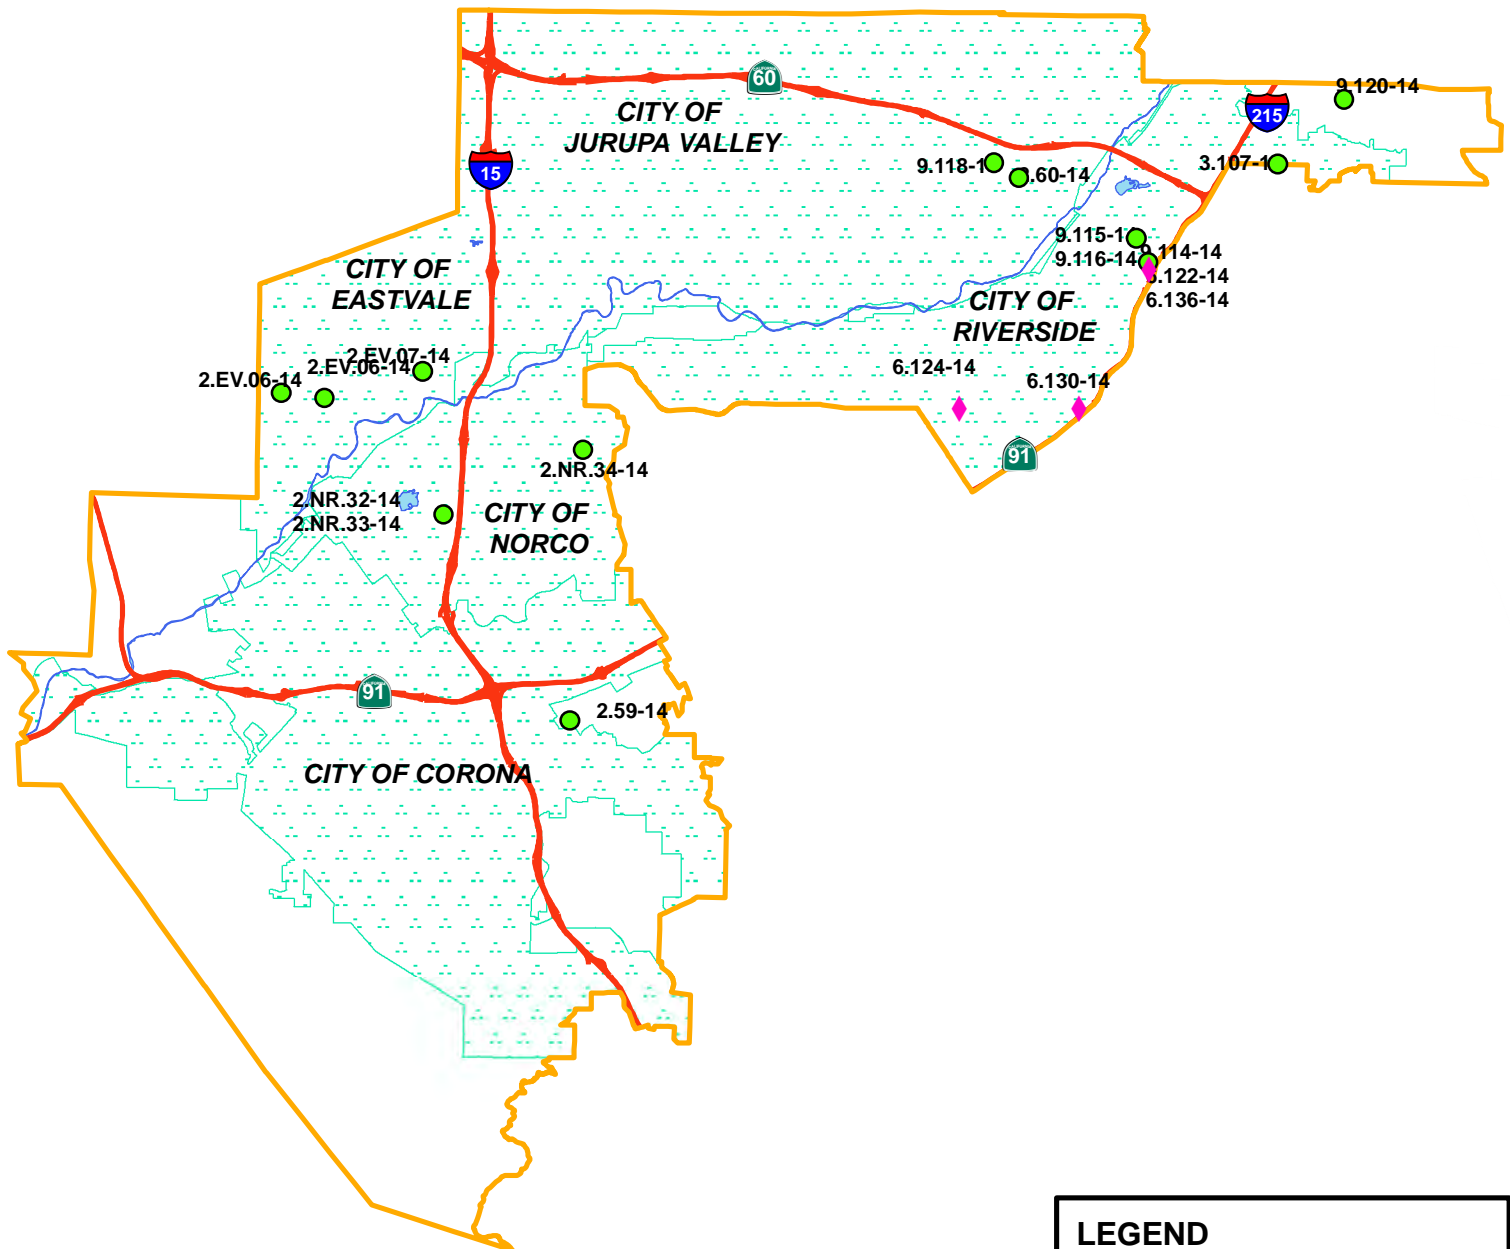 60
9.120-14
215
CITY OF
JURUPA VALLEY
15
9.118-1
.60-14
3.107-1
9.115-1
9.116-14
9.114-14
6.122-14
6.136-14
CITY OF
EASTVALE
CITY OF
RIVERSIDE
2.EV.07-14
2.EV.06-14
2.EV.06-14
6.124-14
6.130-14
91
2.NR.34-14
2.NR.32-14
2.NR.33-14
CITY OF
NORCO
91
2.59-14
CITY OF CORONA
LEGEND